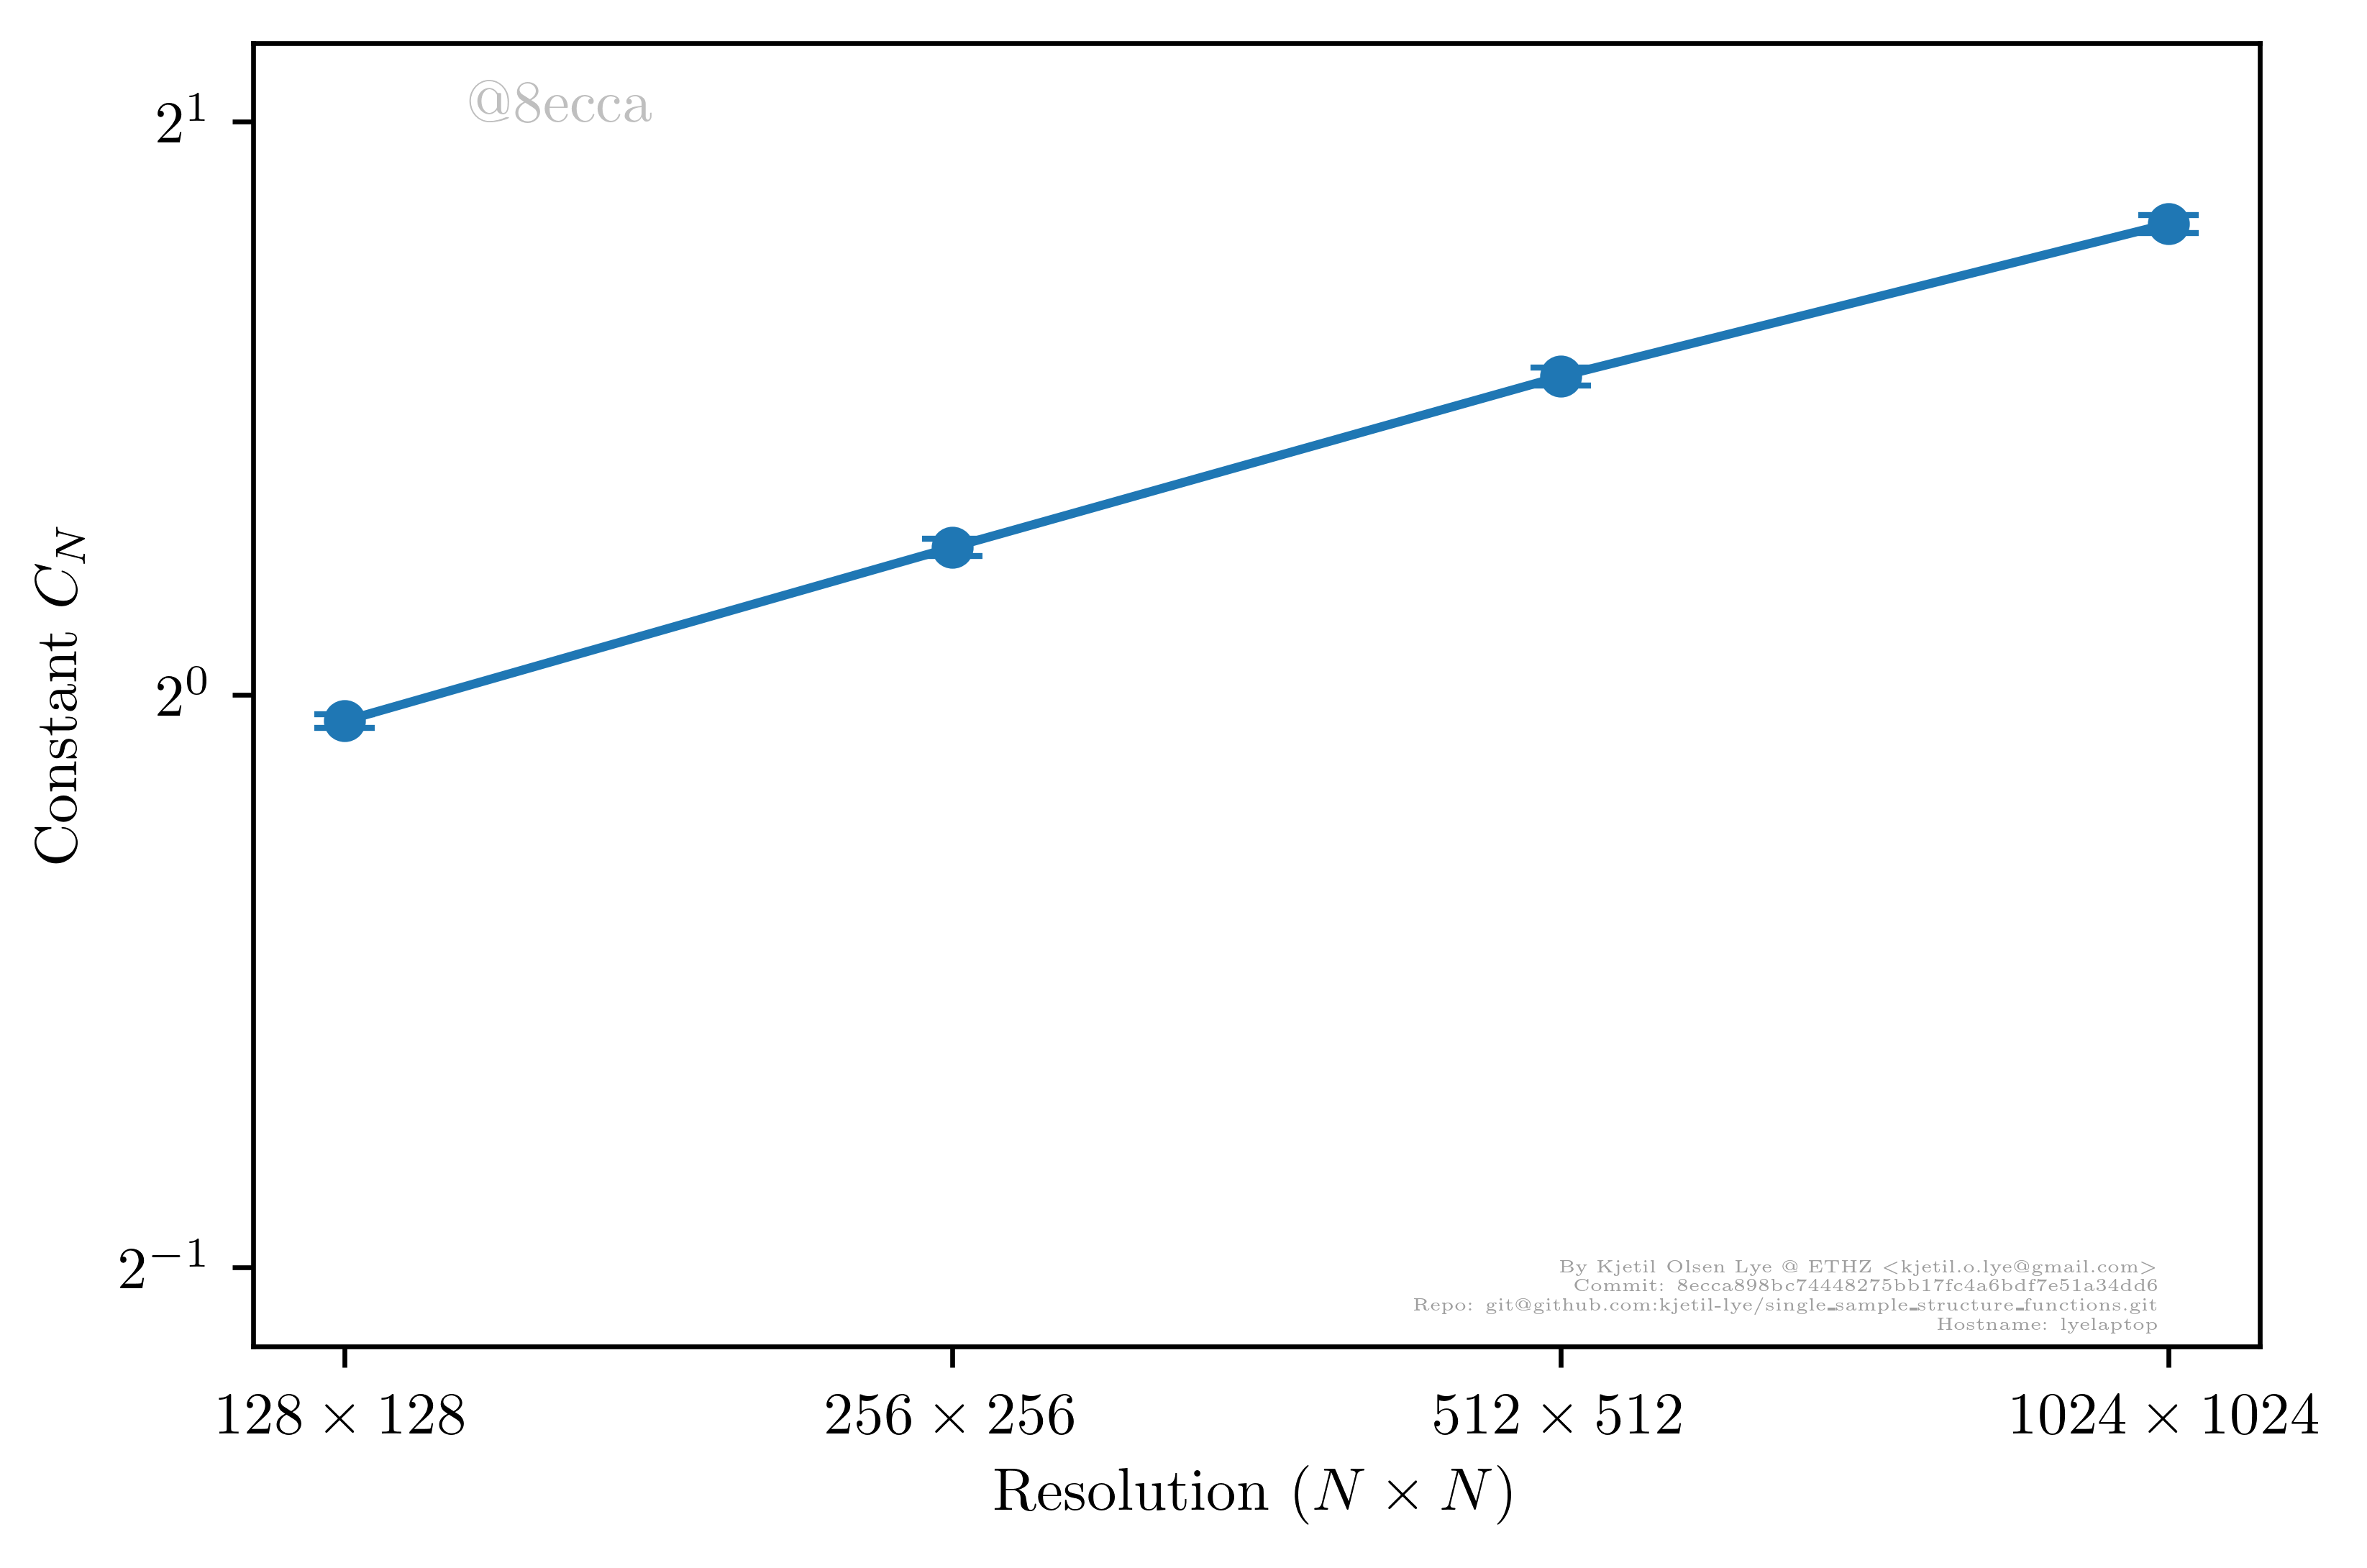 @8ecca
2^1
2^0
2^{-1}
Constant C_N
By Kjetil Olsen Lye @ ETHZ <kjetil.o.lye@gmail.com>
Commit: 8ecca898bc74448275bb17fc4a6bdf7e51a34dd6
Repo: git@github.com:kjetil-lye/single_sample_structure_functions.git
Hostname: lyelaptop
128 × 128 256 × 256 512 × 512 1024 × 1024
Resolution (N × N)